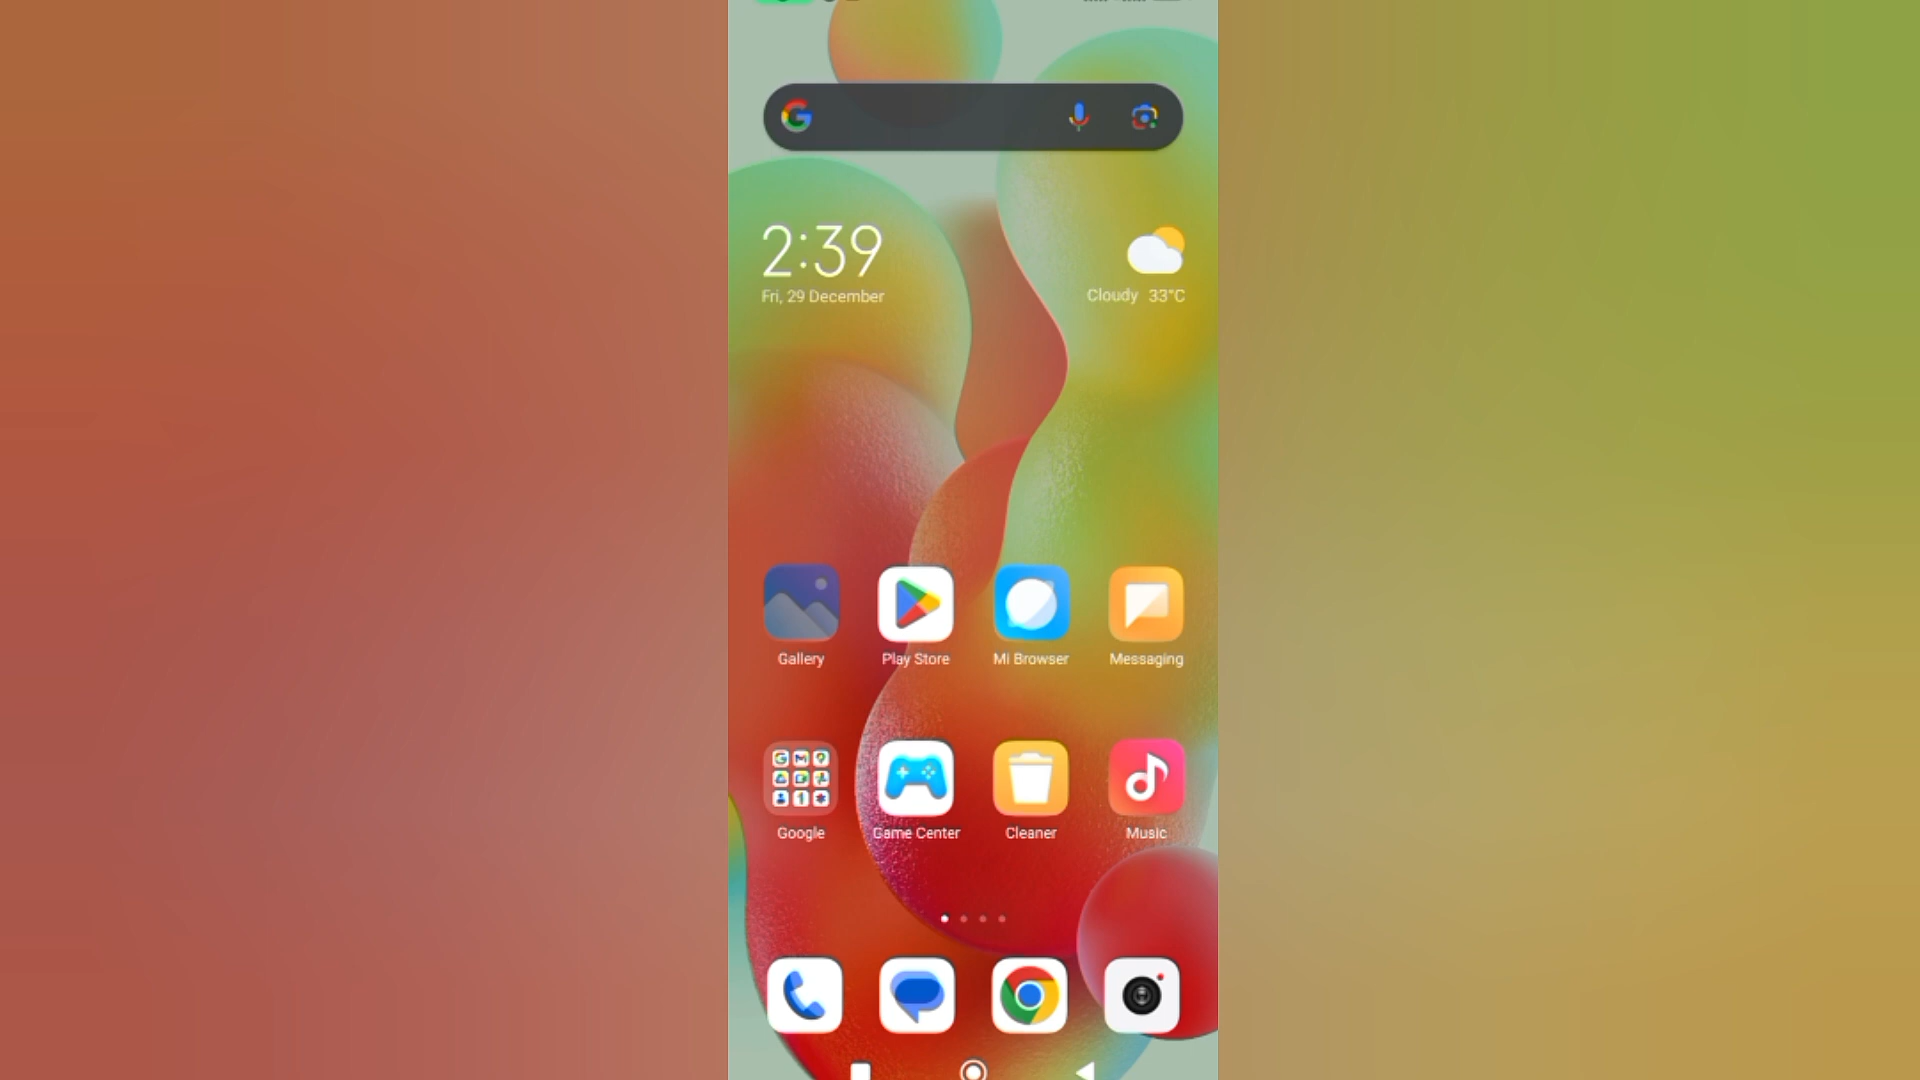 2:39
Fri, 29 December
Cloudy 33°C
Gallery
Play Store
Mi Browser
Messaging
Google
Game Center
Cleaner
Music